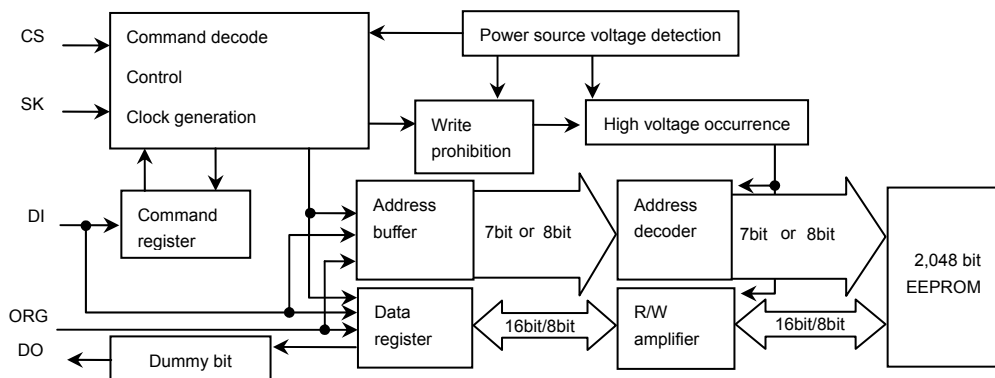 CS
Command decode
Control
Clock generation
Power source voltage detection
SK
Write
prohibition
High voltage occurrence
DI
Command
register
Address
buffer
7bit or 8bit
Address
decoder
7bit or 8bit
2,048 bit
EEPROM
ORG
Data
register
16bit/8bit
R/W
amplifier
16bit/8bit
DO
Dummy bit